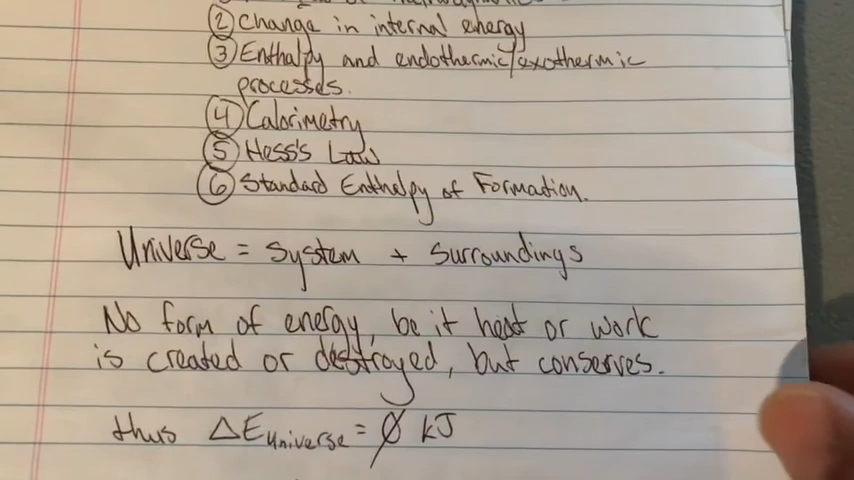 ② Change in internal energy
③ Enthalpy and endothermic/exothermic
processes.
④ Calorimetry
⑤ Hess's Law
⑥ Standard Enthalpy of Formation.
Universe = System + Surroundings
No form of energy, be it heat or work
is created or destroyed, but conserves.
thus ΔEuniverse = Ø kJ